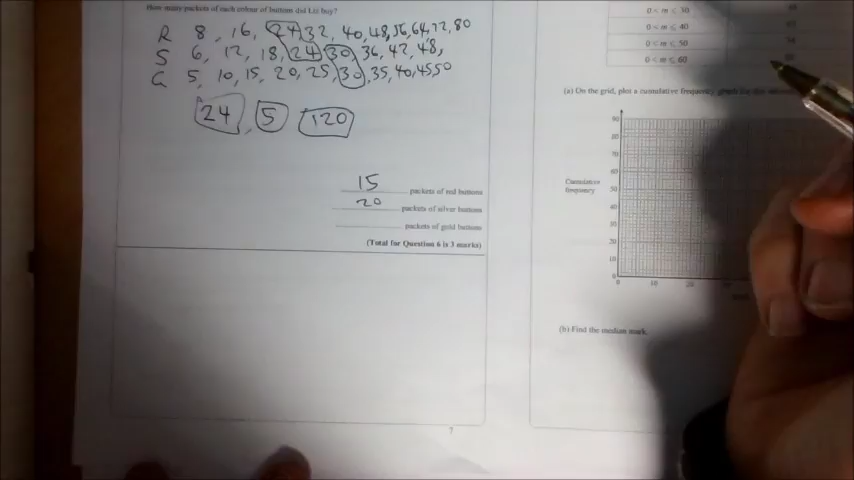 How many packets of each colour of buttons did Liz buy?
R 8, 16, 24, 32, 40, 48, 56, 64, 72, 80
S 6, 12, 18, 24, 30, 36, 42, 48,
G 5, 10, 15, 20, 25, 30, 35, 40, 45, 50
24, 5 120
15 packets of red buttons
20 packets of silver buttons
packets of gold buttons
(Total for Question 6 is 3 marks)
7
0 < m ≤ 30
0 < m ≤ 40
0 < m ≤ 50
0 < m ≤ 60
(a) On the grid, plot a cumulative frequency graph for this
90
80
70
60
Cumulative
frequency
50
40
30
20
10
0
0 10 20 30
(b) Find the median mark.